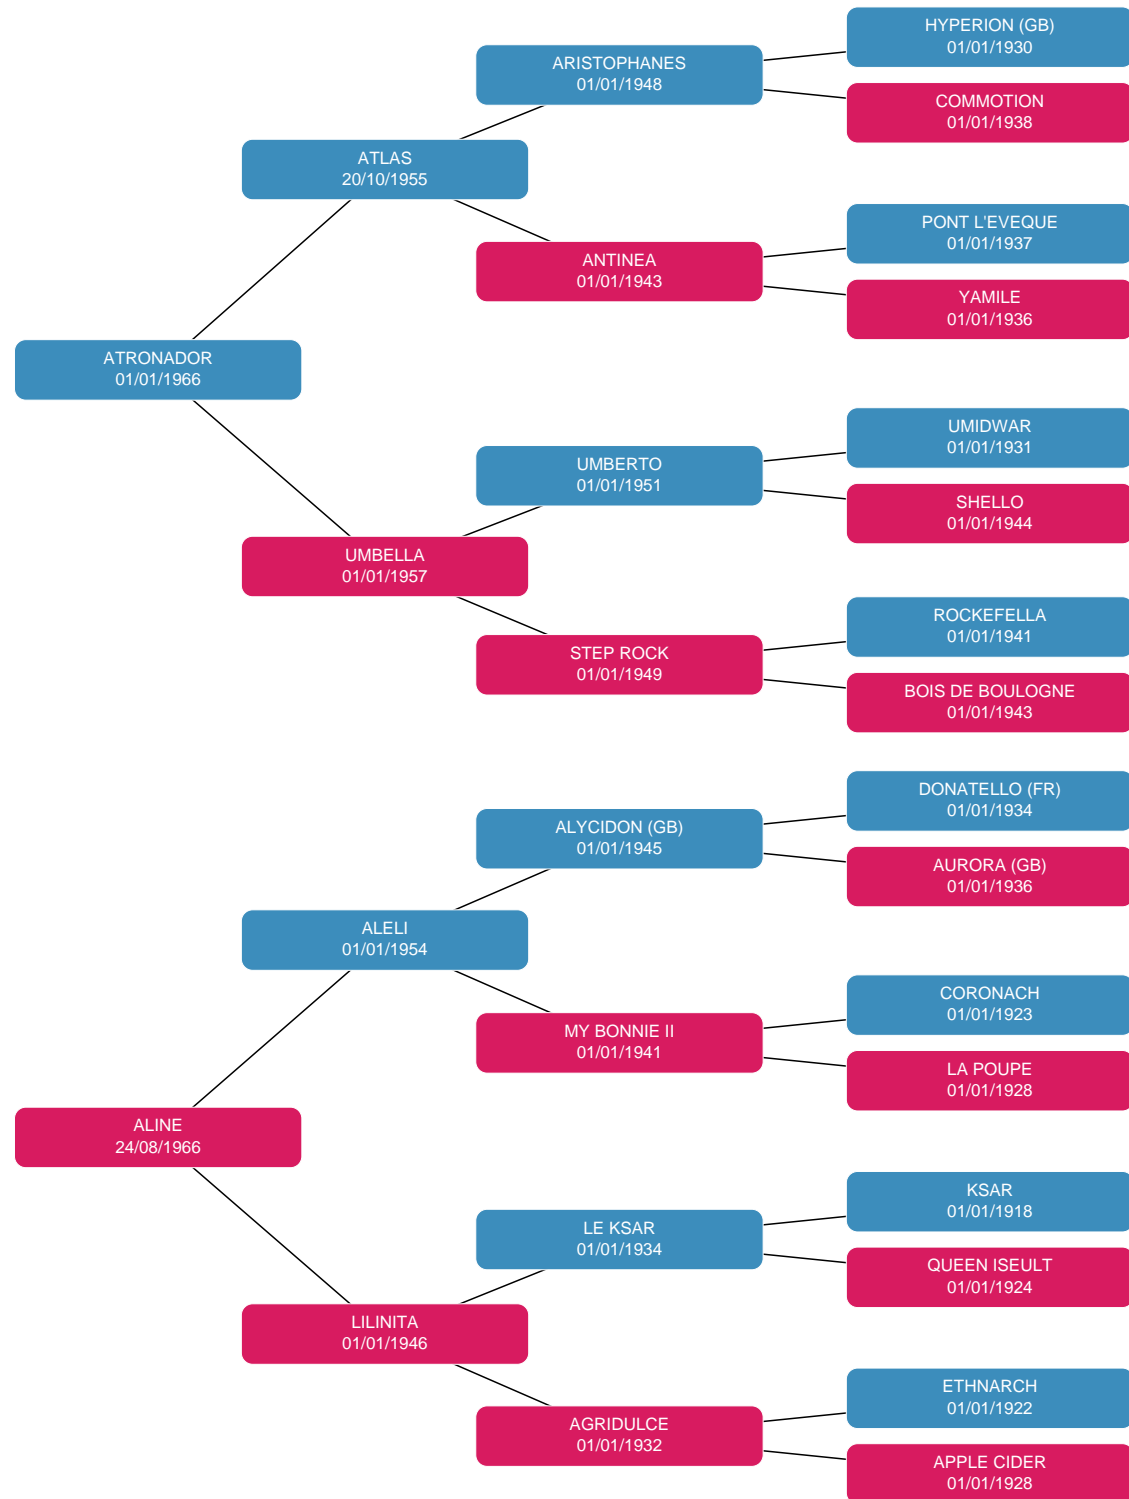 HYPERION (GB)
01/01/1930
ARISTOPHANES
01/01/1948
COMMOTION
01/01/1938
ATLAS
20/10/1955
PONT L'EVEQUE
01/01/1937
ANTINEA
01/01/1943
YAMILE
01/01/1936
ATRONADOR
01/01/1966
UMIDWAR
01/01/1931
UMBERTO
01/01/1951
SHELLO
01/01/1944
UMBELLA
01/01/1957
ROCKEFELLA
01/01/1941
STEP ROCK
01/01/1949
BOIS DE BOULOGNE
01/01/1943
DONATELLO (FR)
01/01/1934
ALYCIDON (GB)
01/01/1945
AURORA (GB)
01/01/1936
ALELI
01/01/1954
CORONACH
01/01/1923
MY BONNIE II
01/01/1941
LA POUPE
01/01/1928
ALINE
24/08/1966
KSAR
01/01/1918
LE KSAR
01/01/1934
QUEEN ISEULT
01/01/1924
LILINITA
01/01/1946
ETHNARCH
01/01/1922
AGRIDULCE
01/01/1932
APPLE CIDER
01/01/1928